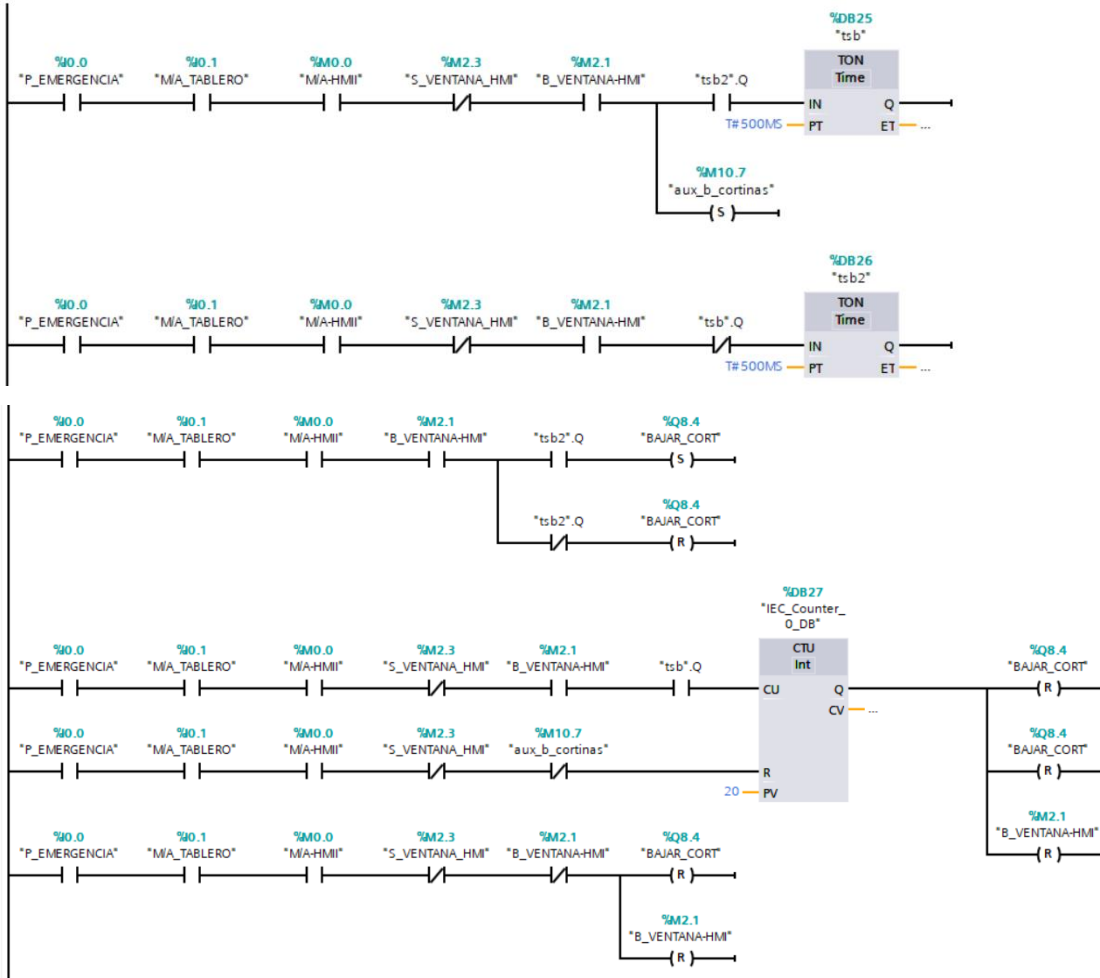 %DB25
"tsb"
TON
Time
%I0.0 %I0.1 %M0.0 %M2.3 %M2.1
"P_EMERGENCIA" "M/A_TABLERO" "M/A-HMII" "S_VENTANA_HMI" "B_VENTANA-HMI" "tsb2".Q
IN Q
T#500MS PT ET ...
%M10.7
"aux_b_cortinas"
S
%DB26
"tsb2"
TON
Time
%I0.0 %I0.1 %M0.0 %M2.3 %M2.1
"P_EMERGENCIA" "M/A_TABLERO" "M/A-HMII" "S_VENTANA_HMI" "B_VENTANA-HMI" "tsb".Q
IN Q
T#500MS PT ET ...
%I0.0 %I0.1 %M0.0 %M2.1 %Q8.4
"P_EMERGENCIA" "M/A_TABLERO" "M/A-HMII" "B_VENTANA-HMI" "tsb2".Q "BAJAR_CORT"
S
%Q8.4
"tsb2".Q "BAJAR_CORT"
R
%DB27
"IEC_Counter_
0_DB"
CTU
Int
%I0.0 %I0.1 %M0.0 %M2.3 %M2.1 %Q8.4
"P_EMERGENCIA" "M/A_TABLERO" "M/A-HMII" "S_VENTANA_HMI" "B_VENTANA-HMI" "tsb".Q "BAJAR_CORT"
CU Q R
CV ...
%I0.0 %I0.1 %M0.0 %M2.3 %M10.7 %Q8.4
"P_EMERGENCIA" "M/A_TABLERO" "M/A-HMII" "S_VENTANA_HMI" "aux_b_cortinas" "BAJAR_CORT"
R R
20 PV
%M2.1
"B_VENTANA-HMI"
R
%I0.0 %I0.1 %M0.0 %M2.3 %M2.1 %Q8.4
"P_EMERGENCIA" "M/A_TABLERO" "M/A-HMII" "S_VENTANA_HMI" "B_VENTANA-HMI" "BAJAR_CORT"
R
%M2.1
"B_VENTANA-HMI"
R